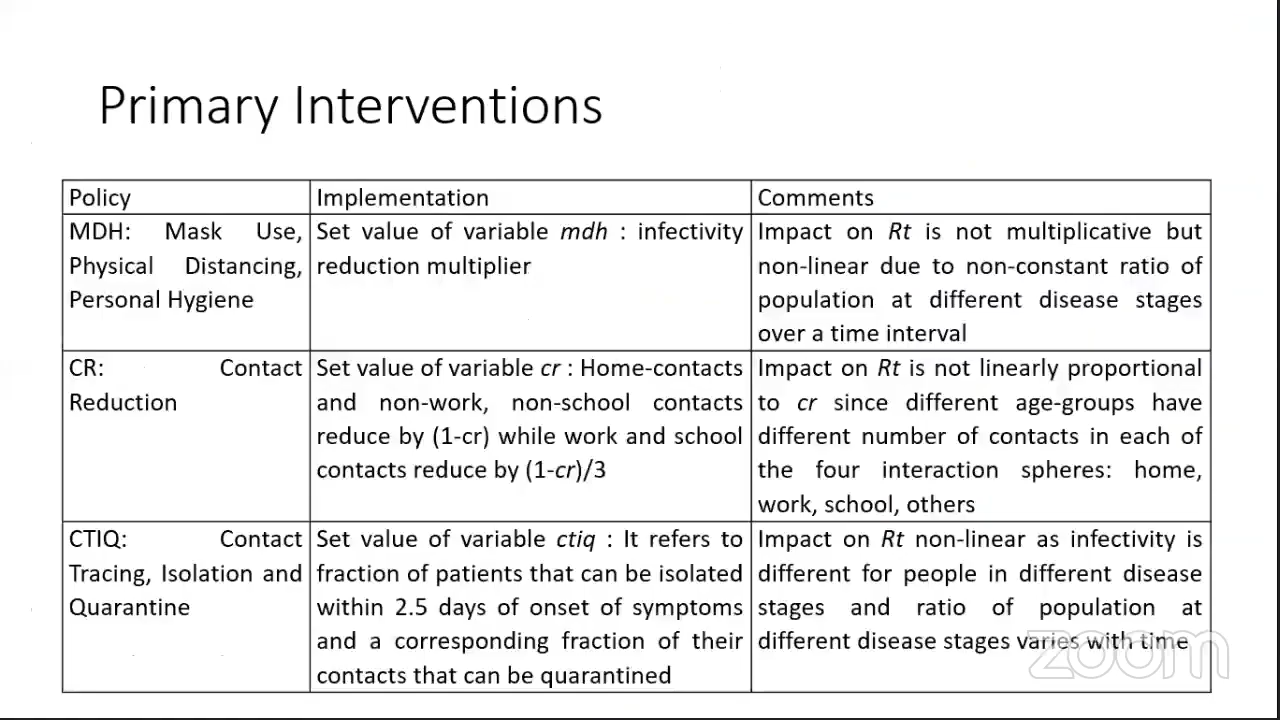 Primary Interventions
Policy
Implementation
Comments
MDH: Mask Use,
Physical Distancing,
Personal Hygiene
Set value of variable mdh : infectivity
reduction multiplier
Impact on Rt is not multiplicative but
non-linear due to non-constant ratio of
population at different disease stages
over a time interval
CR: Contact
Reduction
Set value of variable cr : Home-contacts
and non-work, non-school contacts
reduce by (1-cr) while work and school
contacts reduce by (1-cr)/3
Impact on Rt is not linearly proportional
to cr since different age-groups have
different number of contacts in each of
the four interaction spheres: home,
work, school, others
CTIQ: Contact
Tracing, Isolation and
Quarantine
Set value of variable ctiq : It refers to
fraction of patients that can be isolated
within 2.5 days of onset of symptoms
and a corresponding fraction of their
contacts that can be quarantined
Impact on Rt non-linear as infectivity is
different for people in different disease
stages and ratio of population at
different disease stages varies with time
zoom